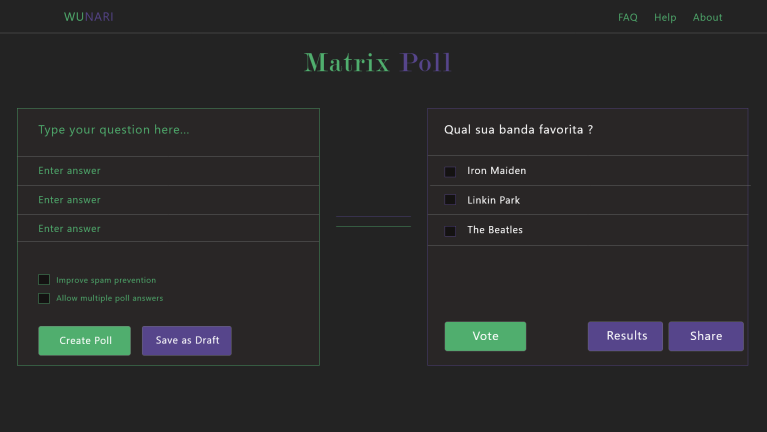 WUNARI
FAQ Help About
Matrix Poll
Type your question here...
Enter answer
Enter answer
Enter answer
Improve spam prevention
Allow multiple poll answers
Create Poll
Save as Draft
Qual sua banda favorita ?
Iron Maiden
Linkin Park
The Beatles
Vote
Results
Share